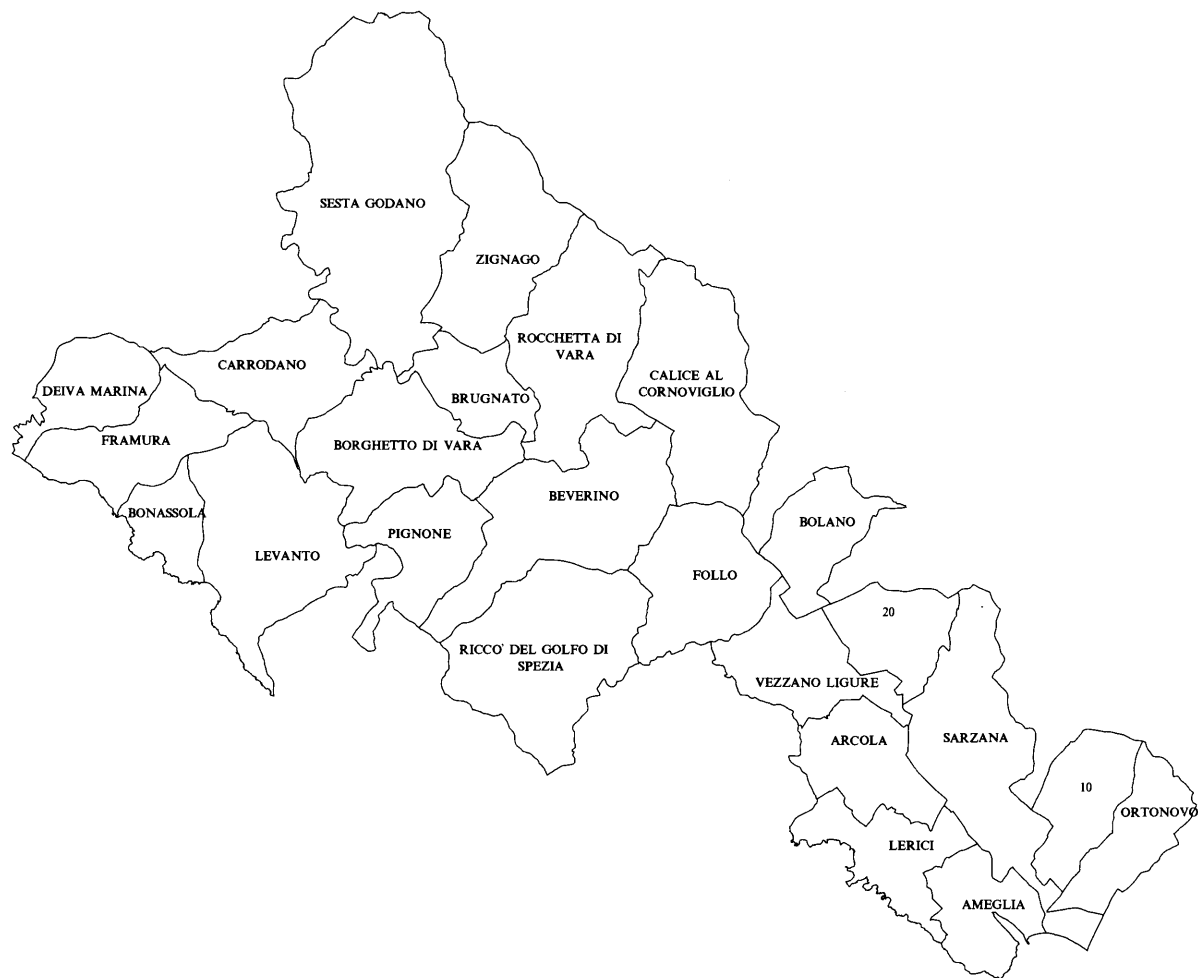 SESTA GODANO
ZIGNAGO
ROCCHETTA DI
VARA
CARRODANO
CALICE AL
CORNOVIGLIO
DEIVA MARINA
BRUGNATO
FRAMURA
BORGHETTO DI VARA
BEVERINO
BONASSOLA
BOLANO
PIGNONE
LEVANTO
FOLLO
20
RICCO' DEL GOLFO DI
SPEZIA
VEZZANO LIGURE
ARCOLA
SARZANA
10
ORTONOVO
LERICI
AMEGLIA